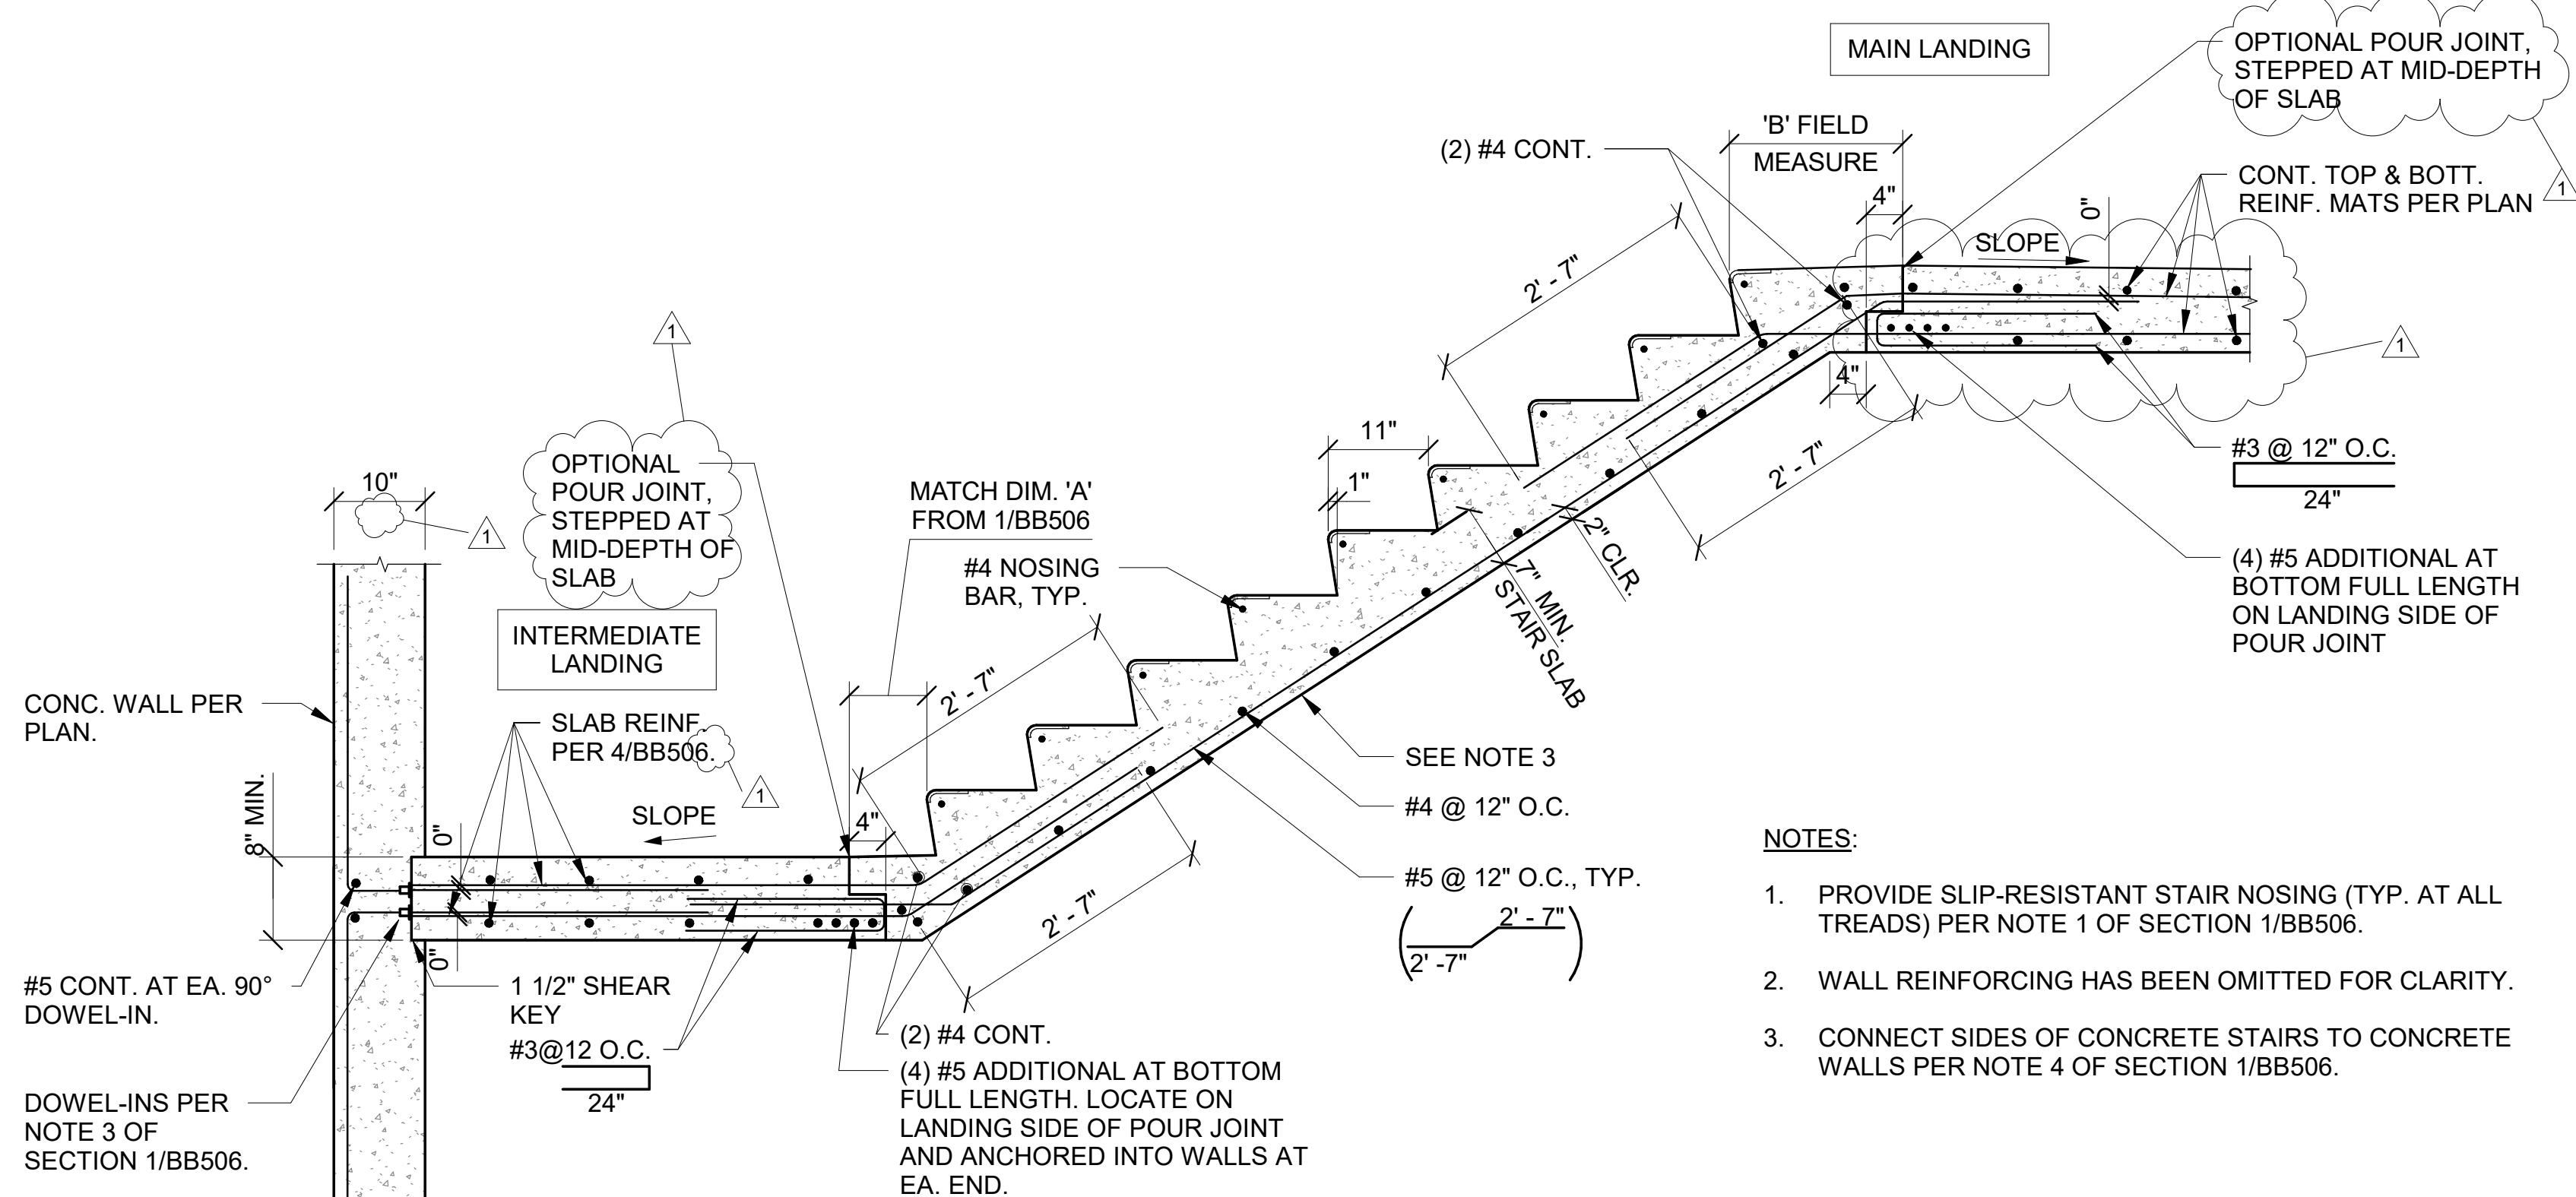 MAIN LANDING
OPTIONAL POUR JOINT,
STEPPED AT MID-DEPTH
OF SLAB
1
'B' FIELD
MEASURE
(2) #4 CONT.
4"
0"
CONT. TOP & BOTT.
REINF. MATS PER PLAN
SLOPE
2' - 7"
1
4"
2' - 7"
#3 @ 12" O.C.
24"
(4) #5 ADDITIONAL AT
BOTTOM FULL LENGTH
ON LANDING SIDE OF
POUR JOINT
11"
1"
2" CLR.
7" MIN.
STAIR SLAB
1
OPTIONAL
POUR JOINT,
STEPPED AT
MID-DEPTH OF
SLAB
10"
1
MATCH DIM. 'A'
FROM 1/BB506
#4 NOSING
BAR, TYP.
INTERMEDIATE
LANDING
2' - 7"
CONC. WALL PER
PLAN.
SLAB REINF.
PER 4/BB506.
1
SLOPE
4"
8" MIN.
0"
0"
2' - 7"
SEE NOTE 3
#4 @ 12" O.C.
#5 @ 12" O.C., TYP.
2' - 7"
2' -7"
#5 CONT. AT EA. 90°
DOWEL-IN.
1 1/2" SHEAR
KEY
#3@12 O.C.
24"
(2) #4 CONT.
(4) #5 ADDITIONAL AT BOTTOM
FULL LENGTH. LOCATE ON
LANDING SIDE OF POUR JOINT
AND ANCHORED INTO WALLS AT
EA. END.
DOWEL-INS PER
NOTE 3 OF
SECTION 1/BB506.
NOTES:
1. PROVIDE SLIP-RESISTANT STAIR NOSING (TYP. AT ALL
TREADS) PER NOTE 1 OF SECTION 1/BB506.
2. WALL REINFORCING HAS BEEN OMITTED FOR CLARITY.
3. CONNECT SIDES OF CONCRETE STAIRS TO CONCRETE
WALLS PER NOTE 4 OF SECTION 1/BB506.